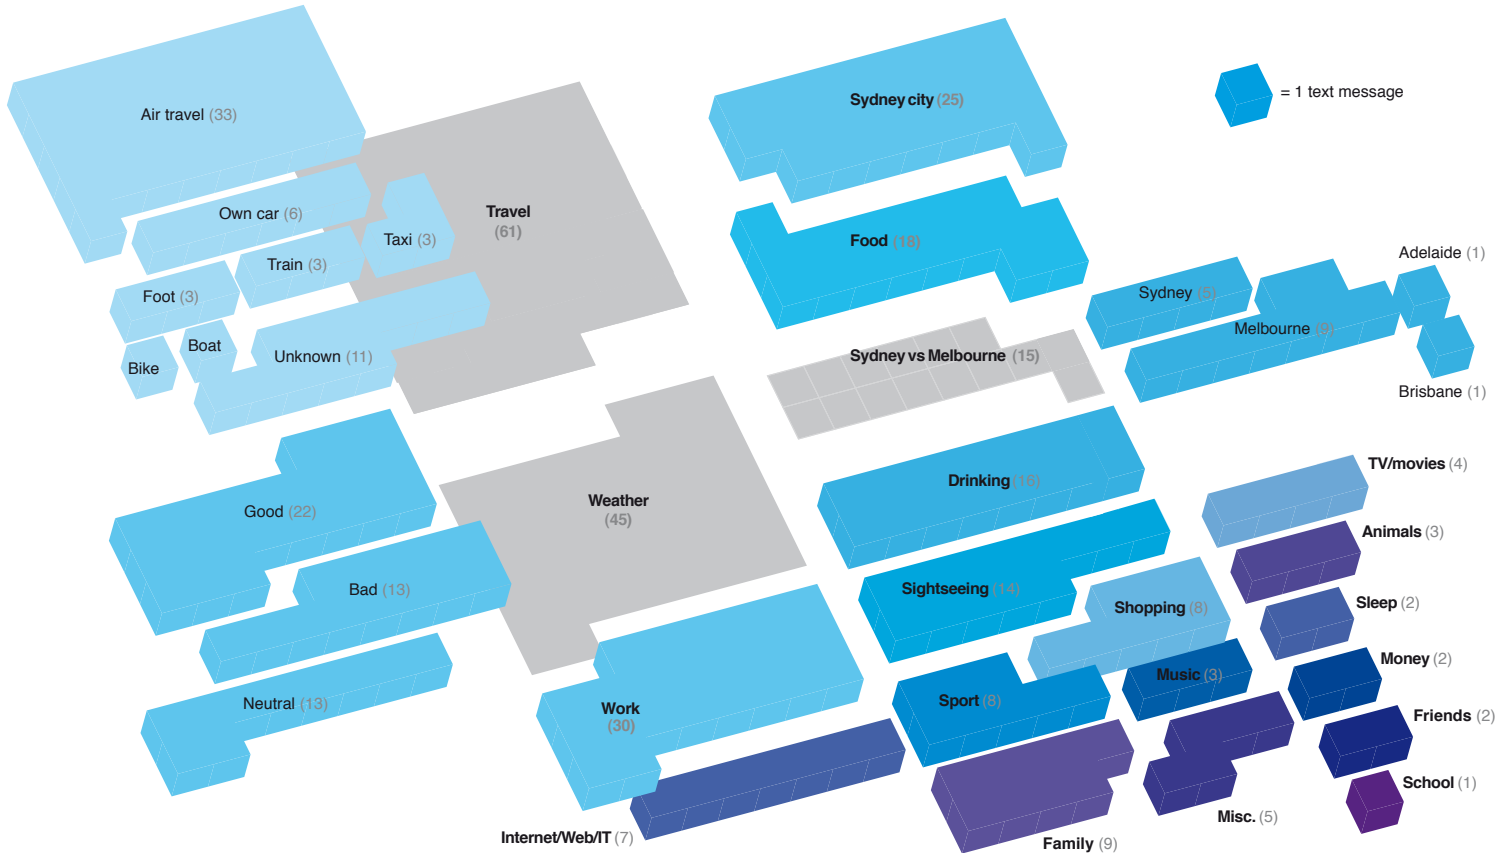 Air travel (33)
Own car (6)
Train (3)
Taxi (3)
Foot (3)
Boat
Bike
Unknown (11)
Travel
(61)
Good (22)
Bad (13)
Neutral (13)
Weather
(45)
Work
(30)
Internet/Web/IT (7)
Sydney city (25)
Food (18)
Sydney vs Melbourne (15)
Sydney (5)
Melbourne (9)
Adelaide (1)
Brisbane (1)
Drinking (16)
Sightseeing (14)
Shopping (8)
Sport (8)
Music (3)
Family (9)
Misc. (5)
TV/movies (4)
Animals (3)
Sleep (2)
Money (2)
Friends (2)
School (1)
= 1 text message